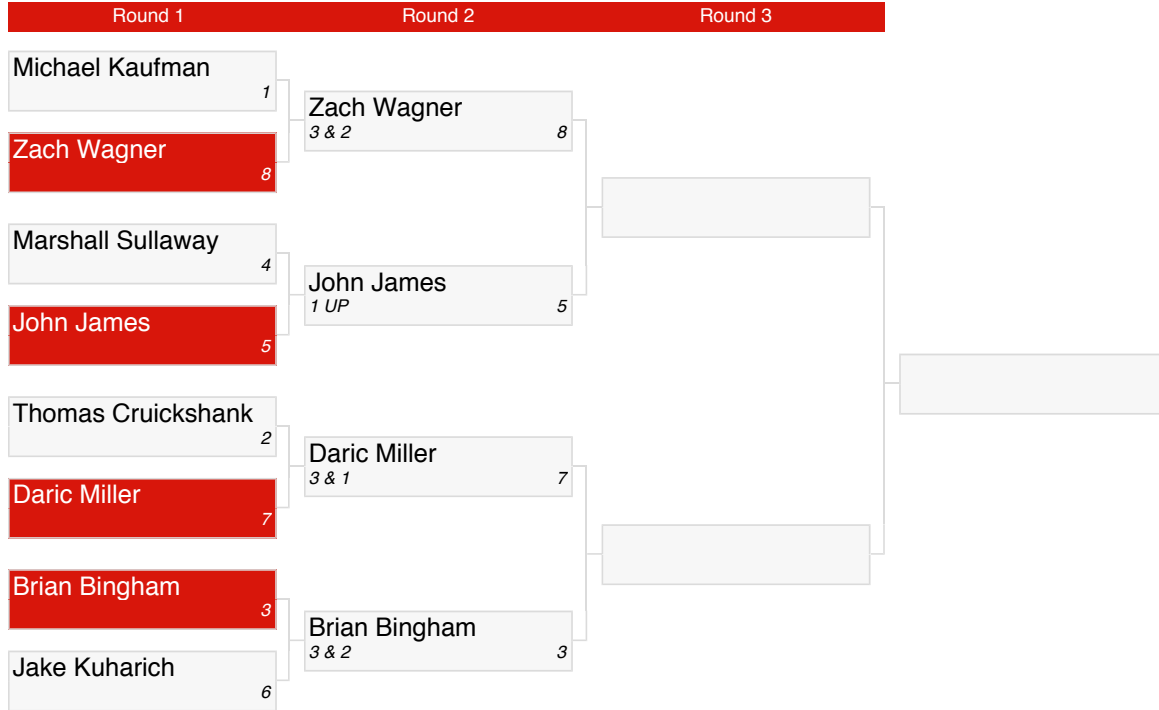 Round 1
Round 2
Round 3
Michael Kaufman
1
Zach Wagner
8
Marshall Sullaway
4
John James
5
Thomas Cruickshank
2
Daric Miller
7
Brian Bingham
3
Jake Kuharich
6
Zach Wagner
3 & 2 8
John James
1 UP 5
Daric Miller
3 & 1 7
Brian Bingham
3 & 2 3